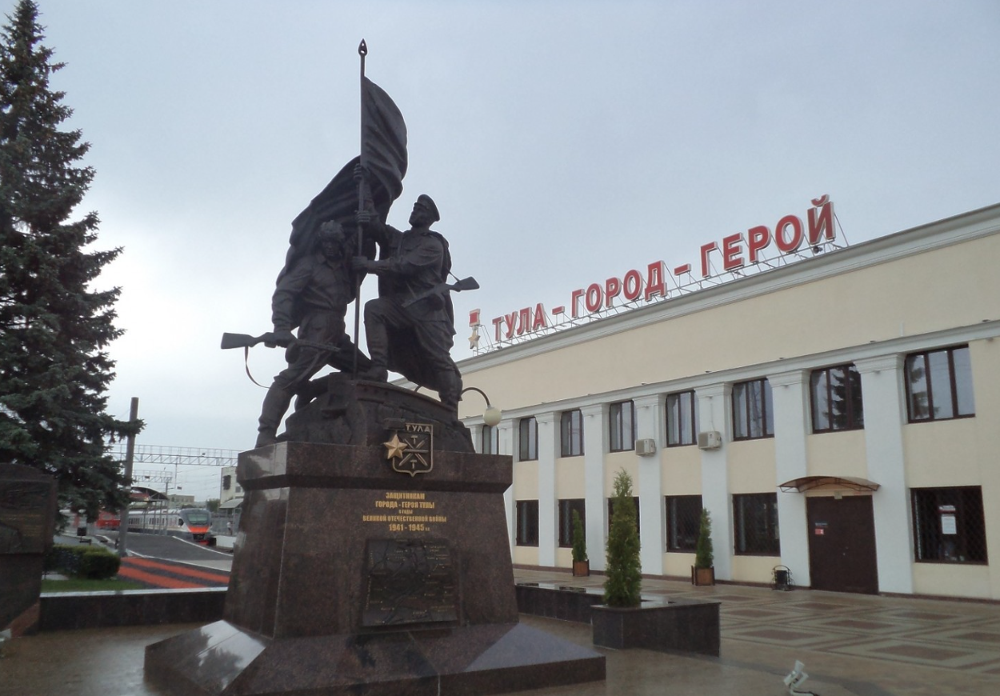 ТУЛА - ГОРОД - ГЕРОЙ
ТУЛА
ЗАЩИТНИКАМ
ГОРОДА - ГЕРОЯ ТУЛЫ
В ГОДЫ
ВЕЛИКОЙ ОТЕЧЕСТВЕННОЙ ВОЙНЫ
1941 - 1945 гг.